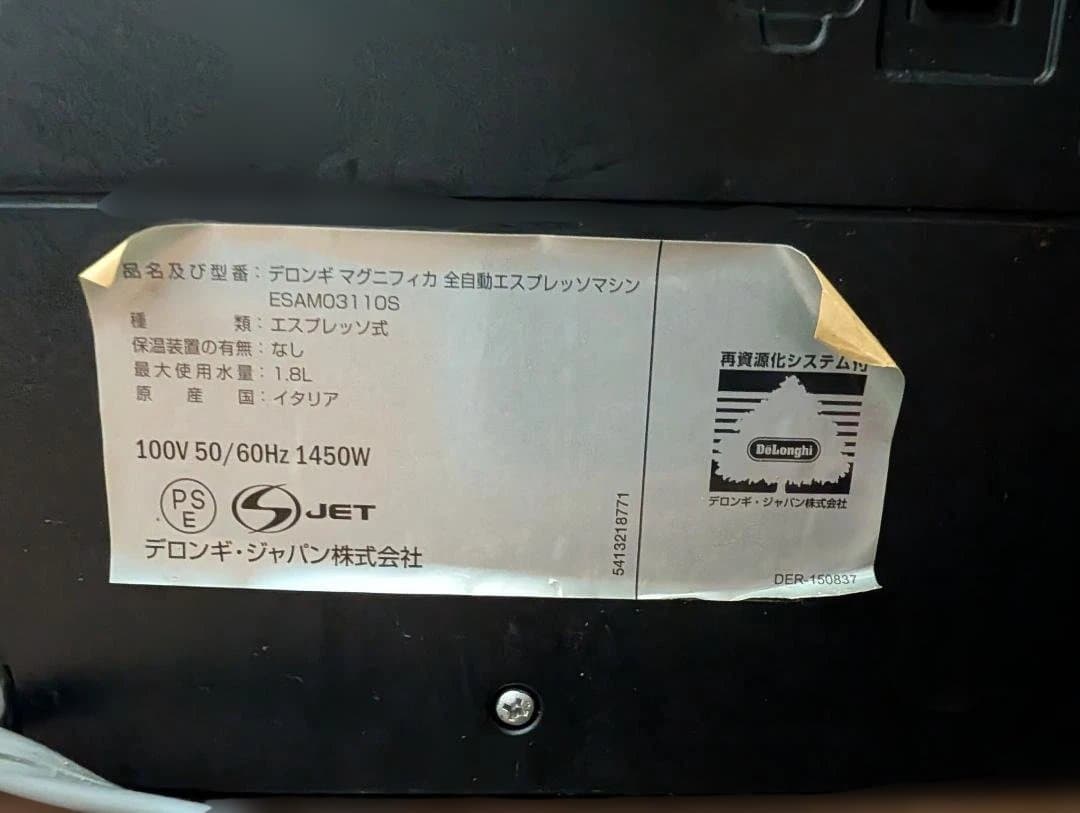 品名及び型番：デロンギ マグニフィカ 全自動エスプレッソマシン
ESAM03110S
種類：エスプレッソ式
保温装置の有無：なし
最大使用水量：1.8L
原産国：イタリア
100V 50/60Hz 1450W
PSE
JET
デロンギ・ジャパン株式会社
5413218771
再資源化システム付
DeLonghi
デロンギ・ジャパン株式会社
DER-150837